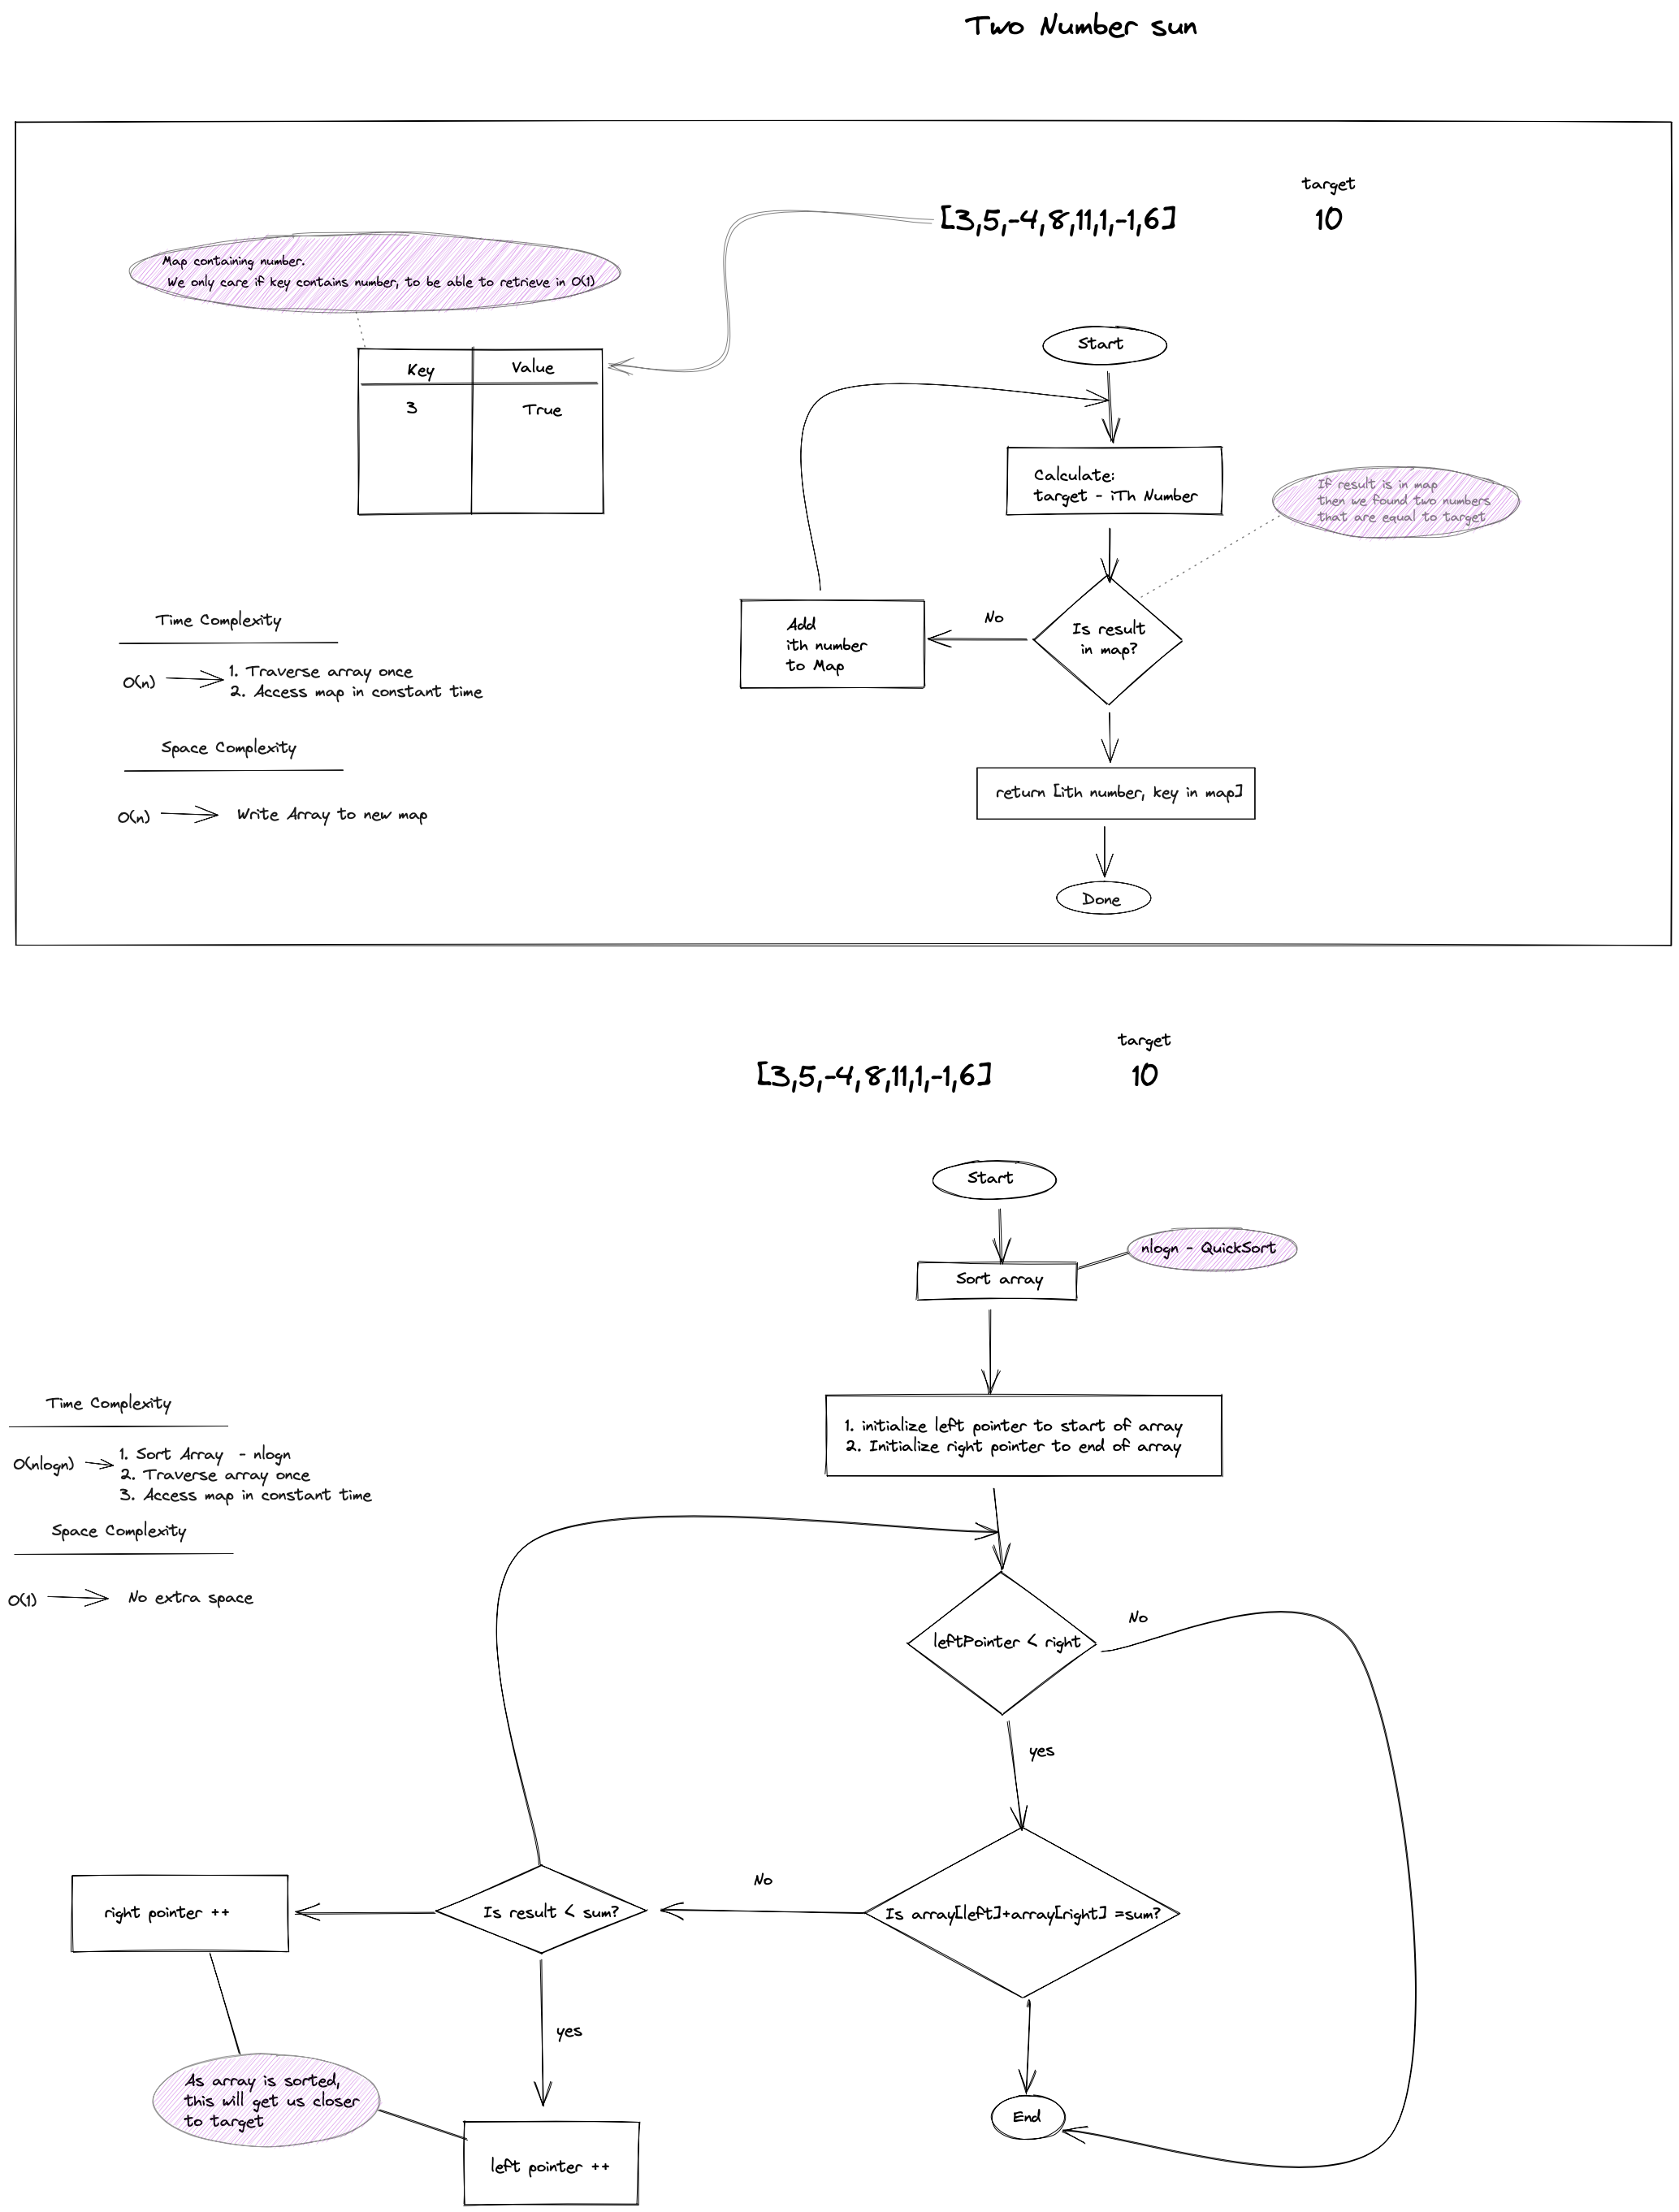 Two Number sun
target
[3,5,-4,8,11,1,-1,6]
10
Map containing number.
We only care if key contains number, to be able to retrieve in O(1)
Key
Value
3
True
Start
Calculate:
target - iTh Number
If result is in map
then we found two numbers
that are equal to target
Is result
in map?
No
Add
ith number
to Map
return [ith number, key in map]
Done
Time Complexity
O(n)
1. Traverse array once
2. Access map in constant time
Space Complexity
O(n)
Write Array to new map
target
[3,5,-4,8,11,1,-1,6]
10
Start
nlogn - QuickSort
Sort array
1. initialize left pointer to start of array
2. Initialize right pointer to end of array
Time Complexity
O(nlogn)
1. Sort Array - nlogn
2. Traverse array once
3. Access map in constant time
Space Complexity
O(1)
No extra space
leftPointer < right
No
yes
Is array[left]+array[right] =sum?
No
Is result < sum?
right pointer ++
yes
As array is sorted,
this will get us closer
to target
left pointer ++
End